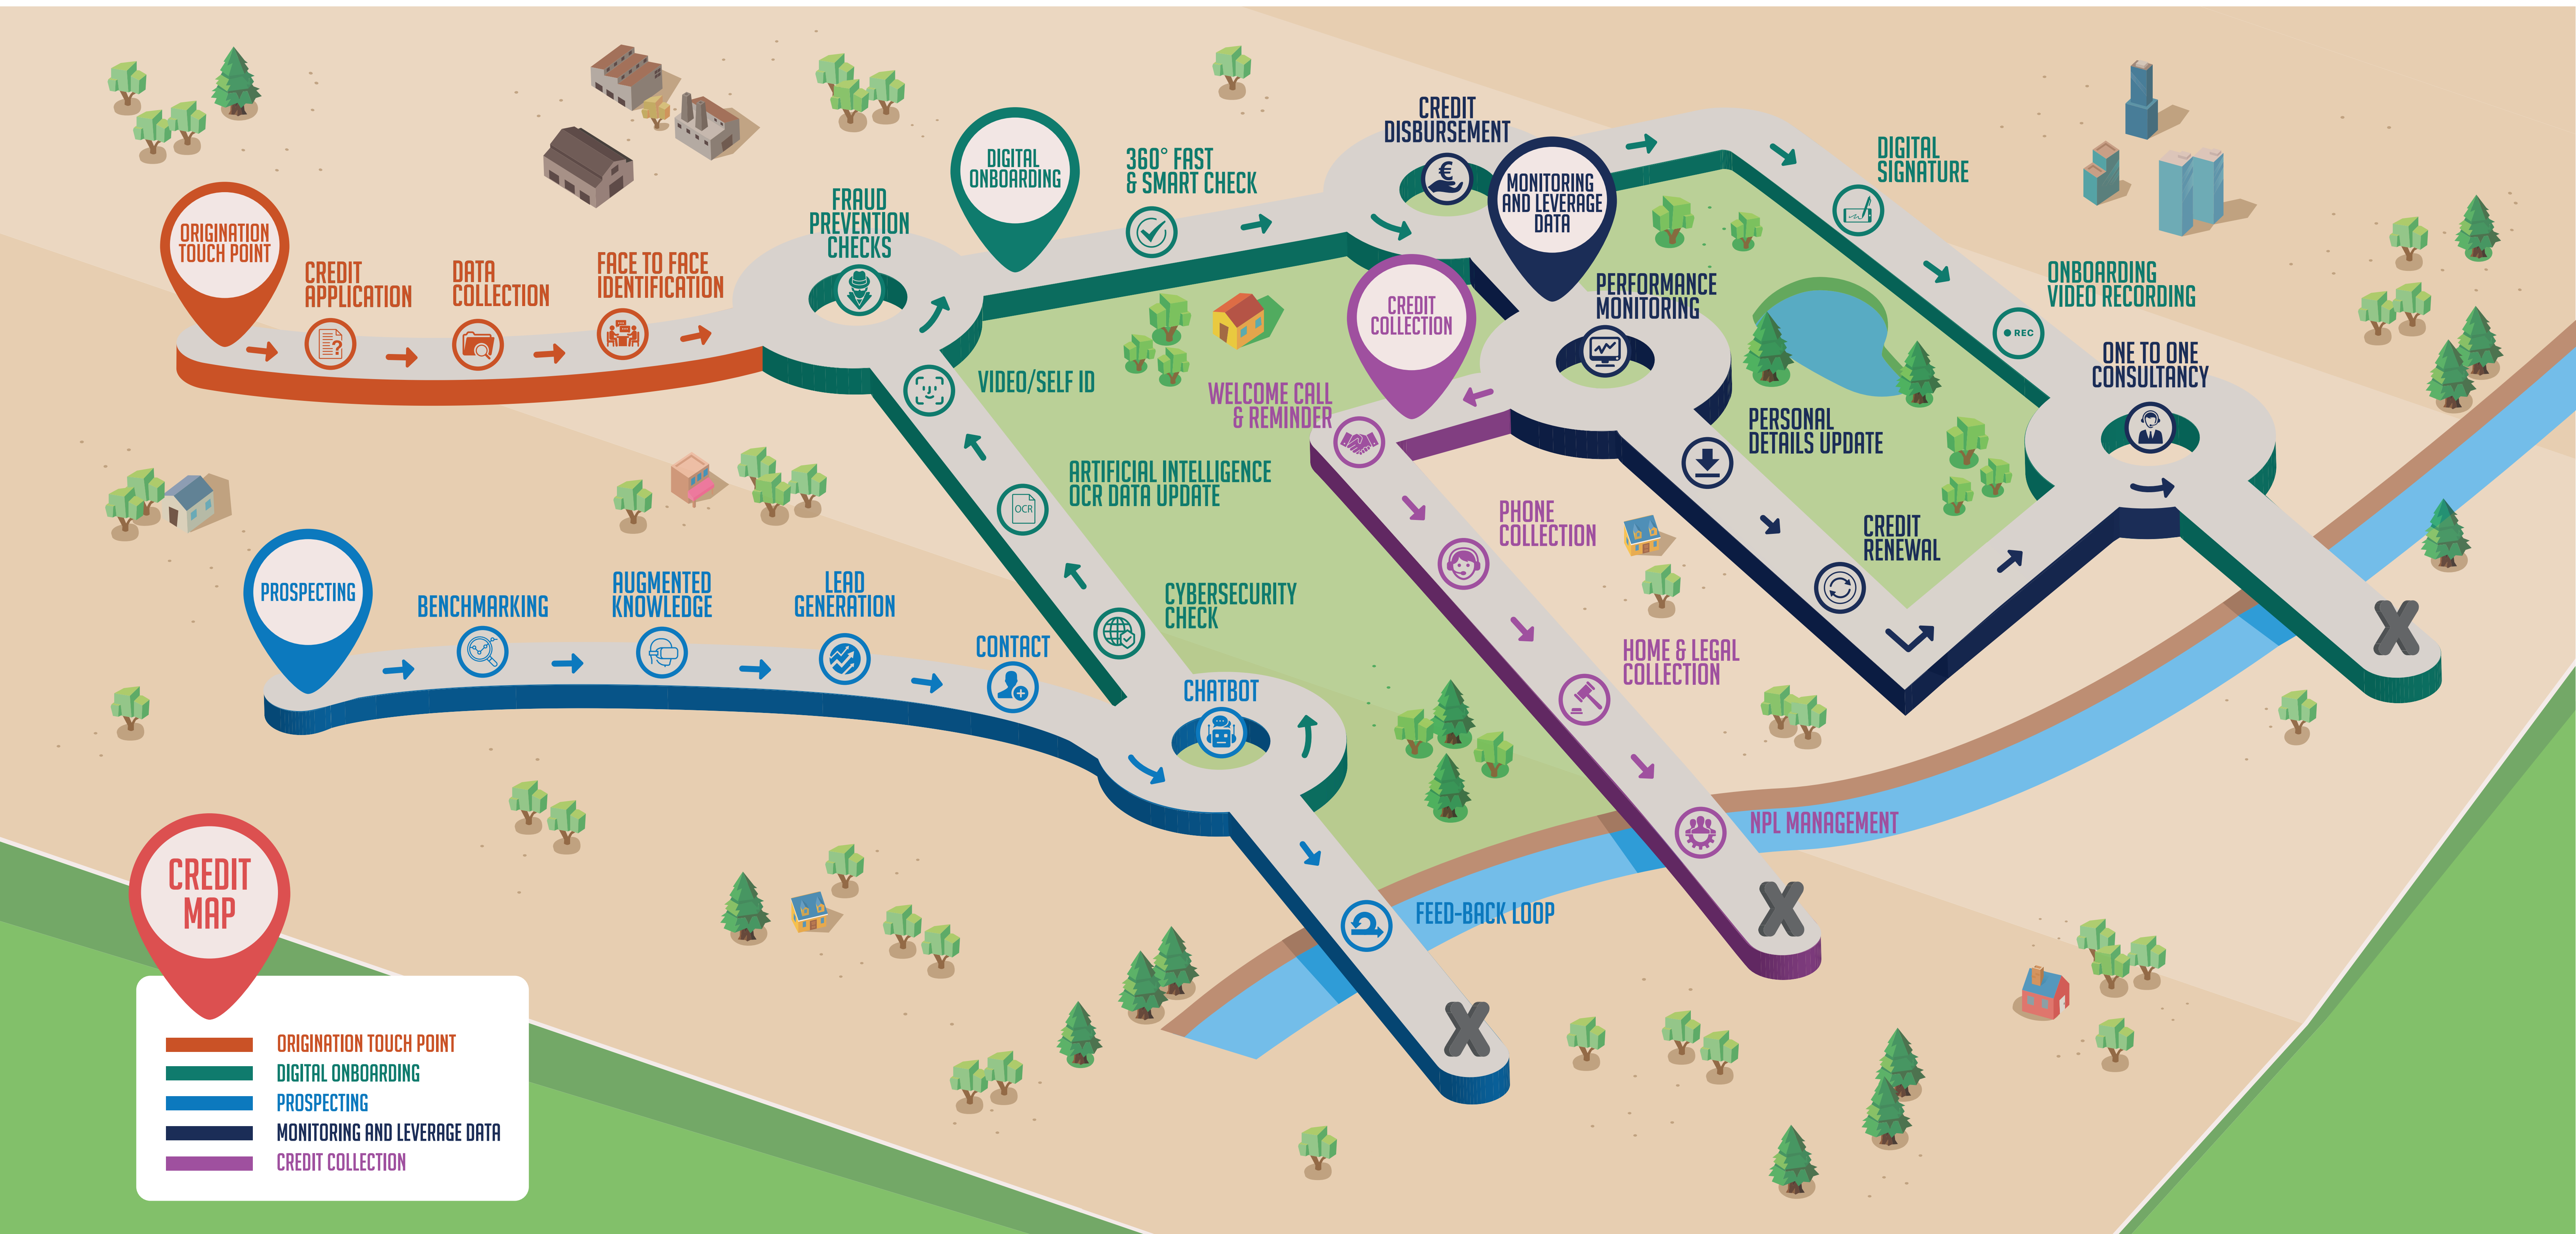 ORIGINATION
TOUCH POINT
CREDIT
APPLICATION
DATA
COLLECTION
FACE TO FACE
IDENTIFICATION
FRAUD
PREVENTION
CHECKS
DIGITAL
ONBOARDING
360° FAST
& SMART CHECK
CREDIT
DISBURSEMENT
€
MONITORING
AND LEVERAGE
DATA
DIGITAL
SIGNATURE
ONBOARDING
VIDEO RECORDING
REC
ONE TO ONE
CONSULTANCY
PERFORMANCE
MONITORING
CREDIT
COLLECTION
WELCOME CALL
& REMINDER
PERSONAL
DETAILS UPDATE
CREDIT
RENEWAL
PHONE
COLLECTION
HOME & LEGAL
COLLECTION
NPL MANAGEMENT
X
X
VIDEO/SELF ID
ARTIFICIAL INTELLIGENCE
OCR DATA UPDATE
OCR
CYBERSECURITY
CHECK
PROSPECTING
BENCHMARKING
AUGMENTED
KNOWLEDGE
LEAD
GENERATION
CONTACT
CHATBOT
FEED-BACK LOOP
X
CREDIT
MAP
ORIGINATION TOUCH POINT
DIGITAL ONBOARDING
PROSPECTING
MONITORING AND LEVERAGE DATA
CREDIT COLLECTION